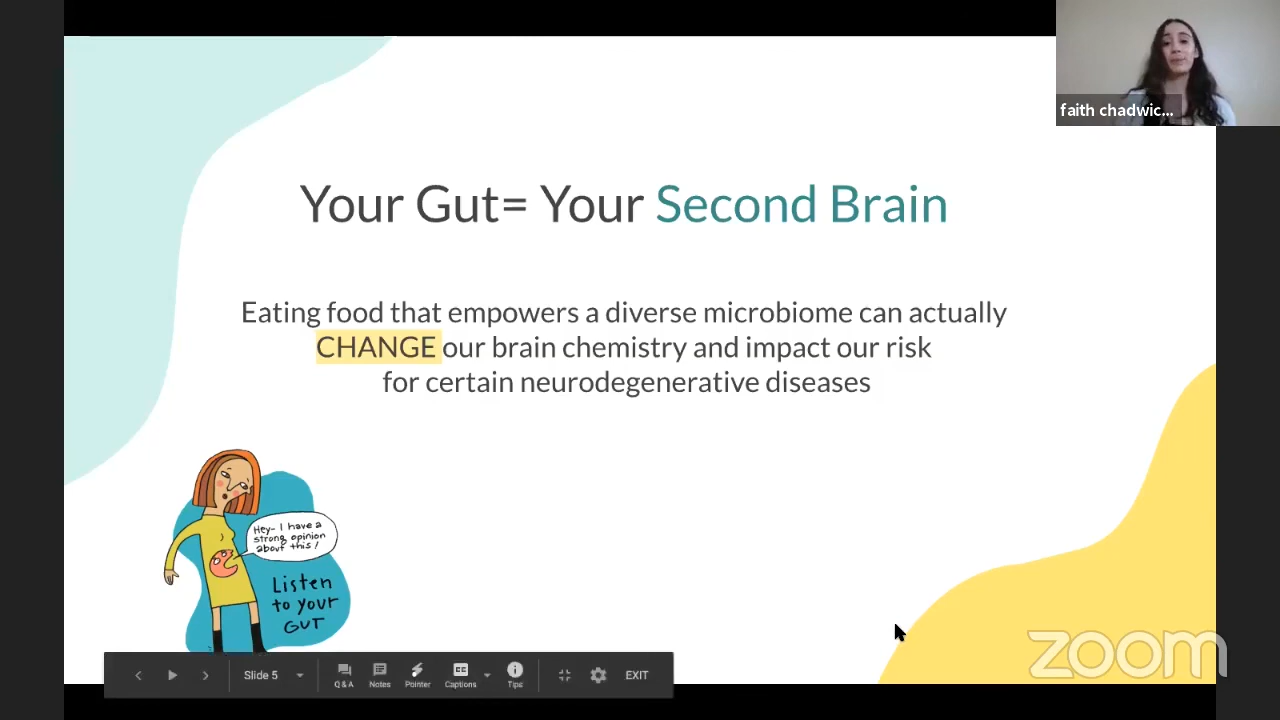 faith chadwic...
Your Gut= Your Second Brain
Eating food that empowers a diverse microbiome can actually
CHANGE our brain chemistry and impact our risk
for certain neurodegenerative diseases
Hey- I have a
strong opinion
about this!
Listen
to your
GUT
Slide 5
Q&A
Notes
Pointer
CC
Captions
Tips
EXIT
zoom